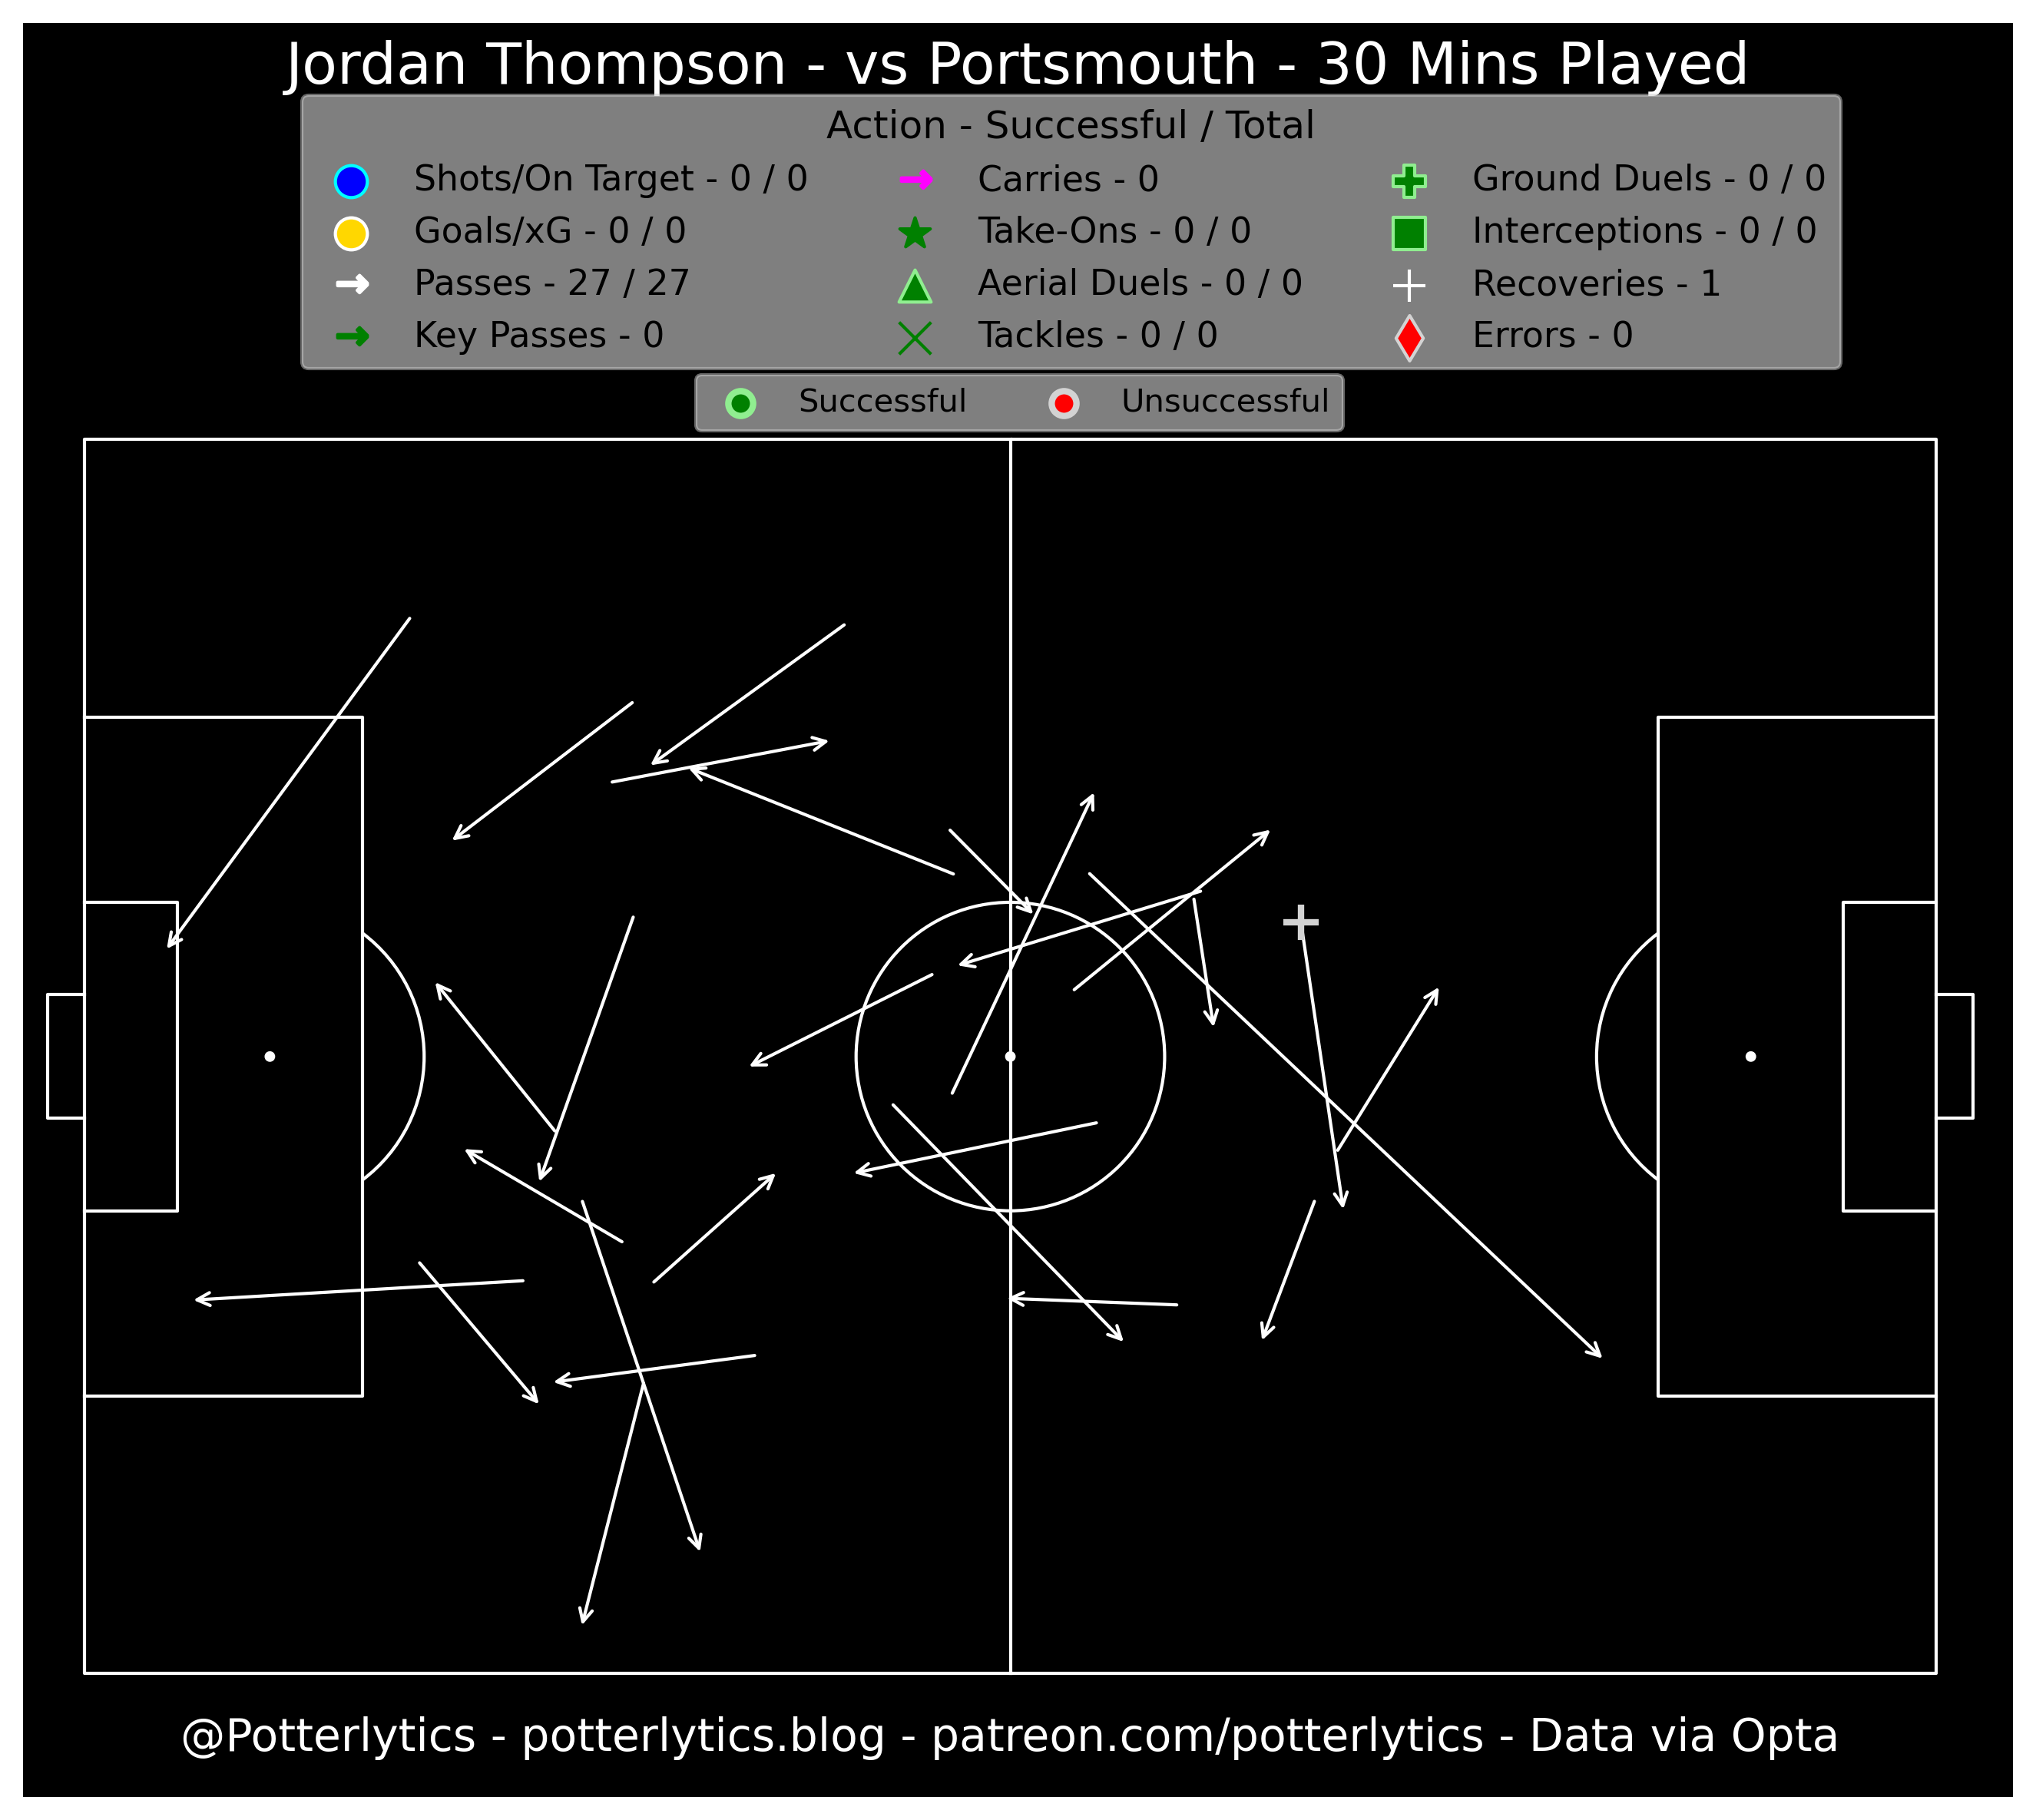 Jordan Thompson - vs Portsmouth - 30 Mins Played
Action - Successful / Total
Shots/On Target - 0 / 0
Goals/xG - 0 / 0
Passes - 27 / 27
Key Passes - 0
Carries - 0
Take-Ons - 0 / 0
Aerial Duels - 0 / 0
Tackles - 0 / 0
Ground Duels - 0 / 0
Interceptions - 0 / 0
Recoveries - 1
Errors - 0
Successful
Unsuccessful
@Potterlytics - potterlytics.blog - patreon.com/potterlytics - Data via Opta